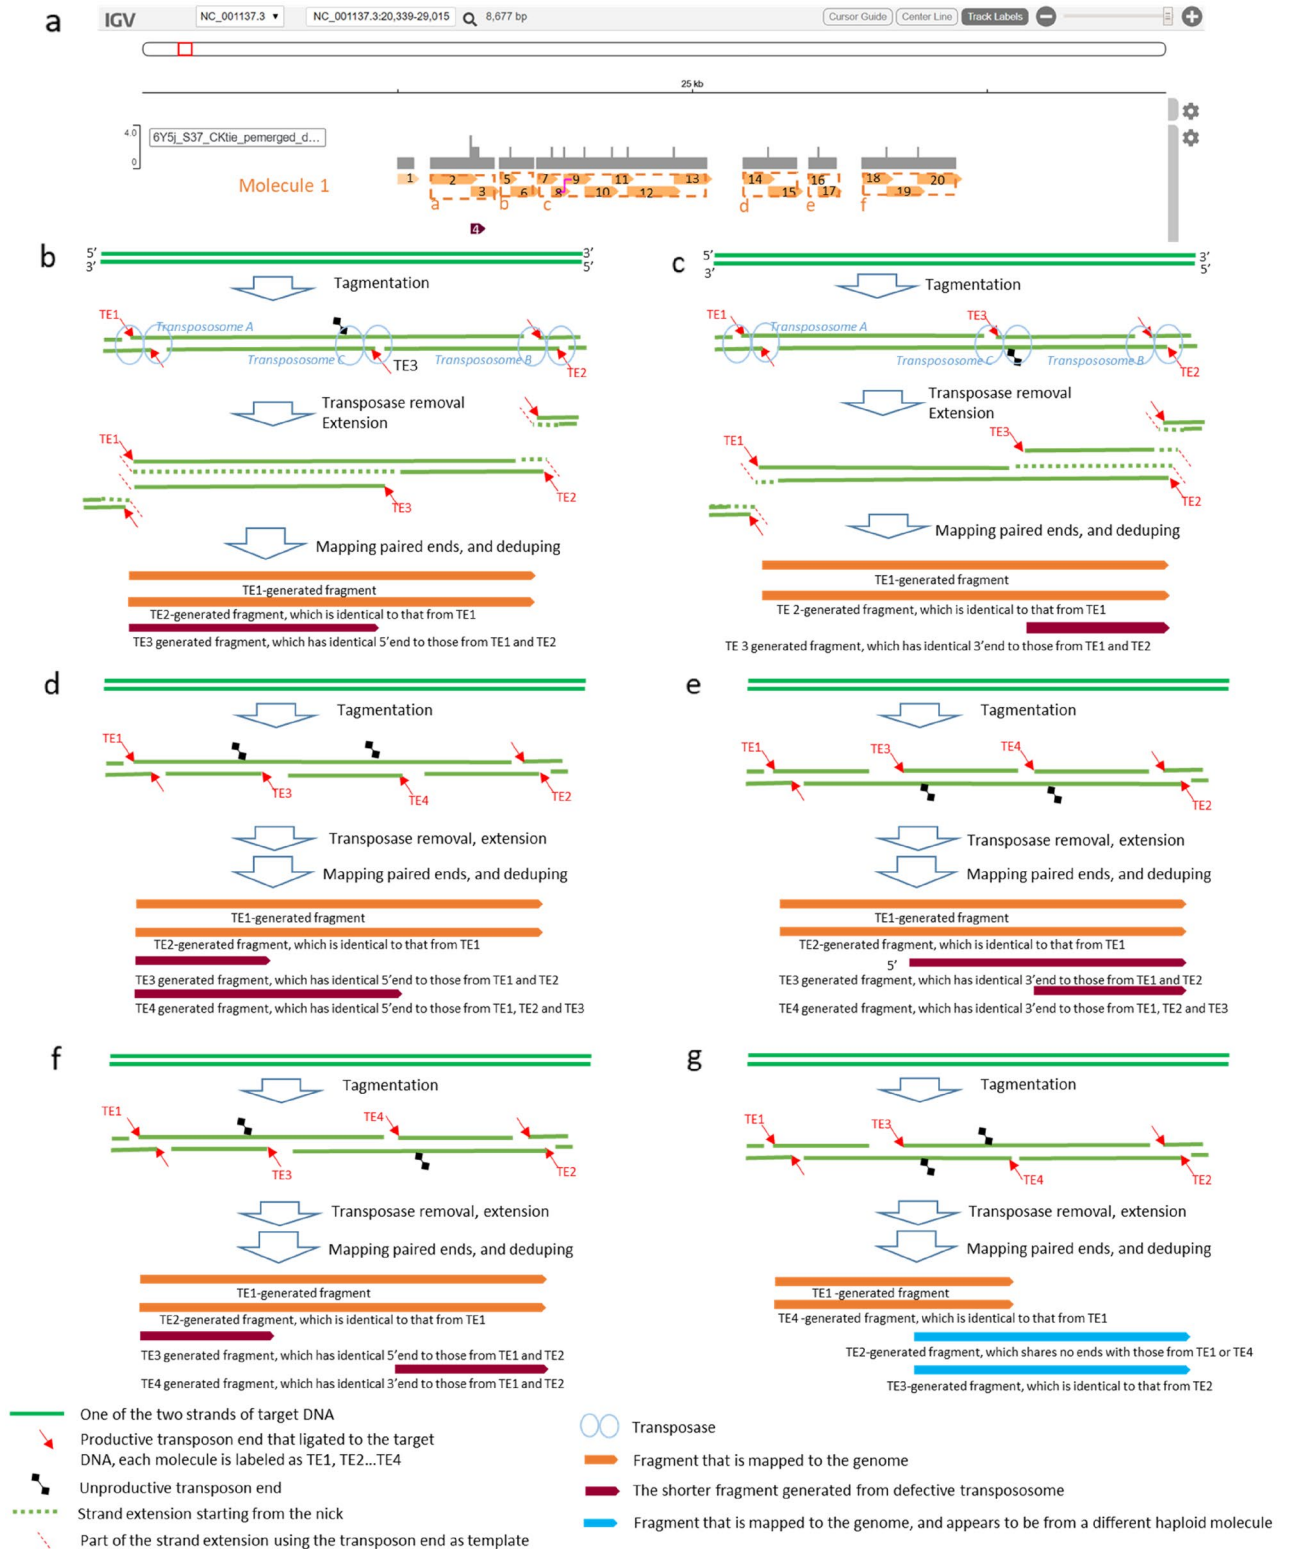 a
IGV
NC_001137.3 ▼
NC_001137.3:20,339-29,015
8,677 bp
Cursor Guide
Center Line
Track Labels
25 kb
4.0
0
6Y5j_S37_CKtie_pemerged_d...
Molecule 1
1 2 3 5 6 7 8 9 10 11 12 13 14 15 16 17 18 19 20
a b c d e f
4
b
5’ 3’
3’ 5’
Tagmentation
TE1
Transpososome A
Transpososome C
Transpososome B
TE3
TE2
Transposase removal
Extension
TE1
TE2
TE3
Mapping paired ends, and deduping
TE1-generated fragment
TE2-generated fragment, which is identical to that from TE1
TE3 generated fragment, which has identical 5’end to those from TE1 and TE2
c
5’ 3’
3’ 5’
Tagmentation
TE1
Transpososome A
TE3
Transpososome C
Transpososome B
TE2
Transposase removal
Extension
TE3
TE1
TE2
Mapping paired ends, and deduping
TE1-generated fragment
TE 2-generated fragment, which is identical to that from TE1
TE 3 generated fragment, which has identical 3’end to those from TE1 and TE2
d
Tagmentation
TE1
TE3
TE4
TE2
Transposase removal, extension
Mapping paired ends, and deduping
TE1-generated fragment
TE2-generated fragment, which is identical to that from TE1
TE3 generated fragment, which has identical 5’end to those from TE1 and TE2
TE4 generated fragment, which has identical 5’end to those from TE1, TE2 and TE3
e
Tagmentation
TE1
TE3
TE4
TE2
Transposase removal, extension
Mapping paired ends, and deduping
TE1-generated fragment
TE2-generated fragment, which is identical to that from TE1
5’
TE3 generated fragment, which has identical 3’end to those from TE1 and TE2
TE4 generated fragment, which has identical 3’end to those from TE1, TE2 and TE3
f
Tagmentation
TE1
TE4
TE3
TE2
Transposase removal, extension
Mapping paired ends, and deduping
TE1-generated fragment
TE2-generated fragment, which is identical to that from TE1
TE3 generated fragment, which has identical 5’end to those from TE1 and TE2
TE4 generated fragment, which has identical 3’end to those from TE1 and TE2
g
Tagmentation
TE1
TE3
TE4
TE2
Transposase removal, extension
Mapping paired ends, and deduping
TE1 -generated fragment
TE4 -generated fragment, which is identical to that from TE1
TE2-generated fragment, which shares no ends with those from TE1 or TE4
TE3-generated fragment, which is identical to that from TE2
One of the two strands of target DNA
Productive transposon end that ligated to the target
DNA, each molecule is labeled as TE1, TE2...TE4
Unproductive transposon end
Strand extension starting from the nick
Part of the strand extension using the transposon end as template
Transposase
Fragment that is mapped to the genome
The shorter fragment generated from defective transpososome
Fragment that is mapped to the genome, and appears to be from a different haploid molecule